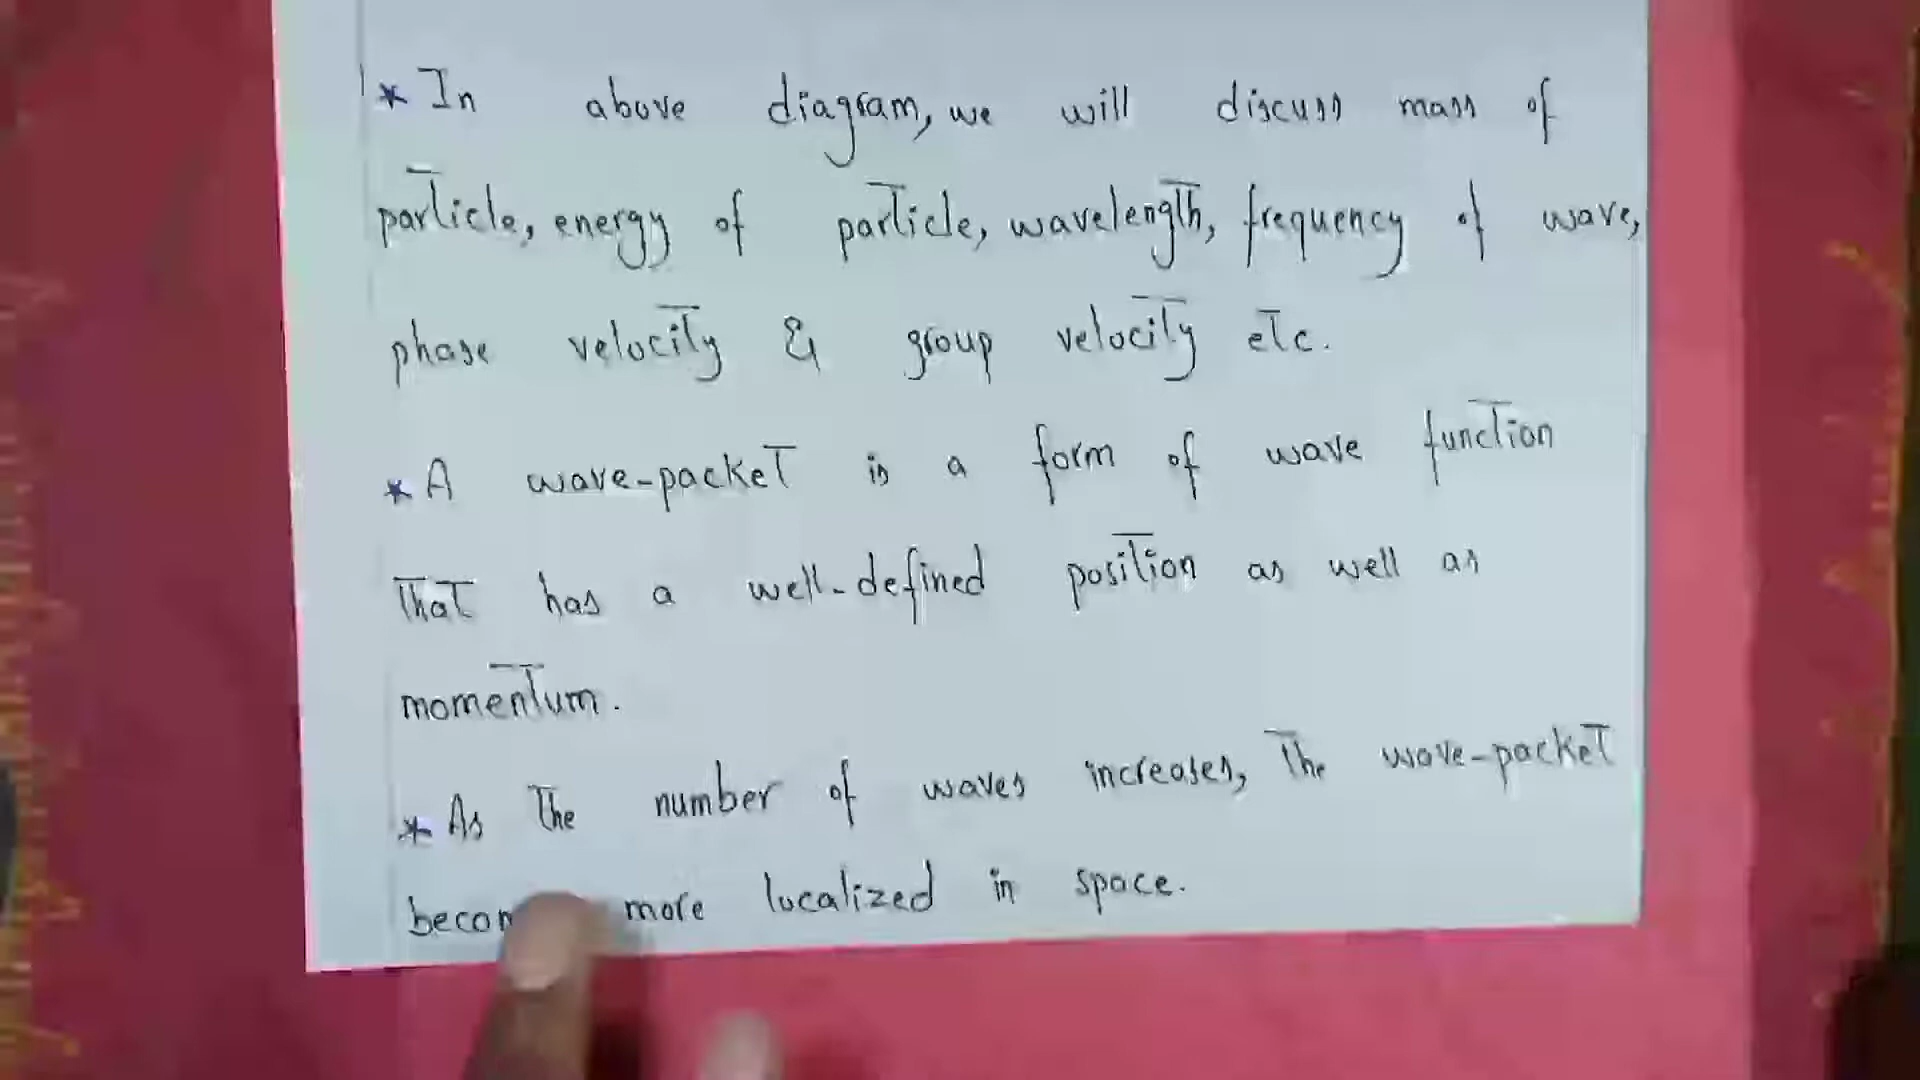 * In above diagram, we will discuss mass of
particle, energy of particle, wavelength, frequency of wave,
phase velocity & group velocity etc.
* A wave-packet is a form of wave function
That has a well-defined position as well as
momentum.
* As The number of waves increases, The wave-packet
more localized in space.